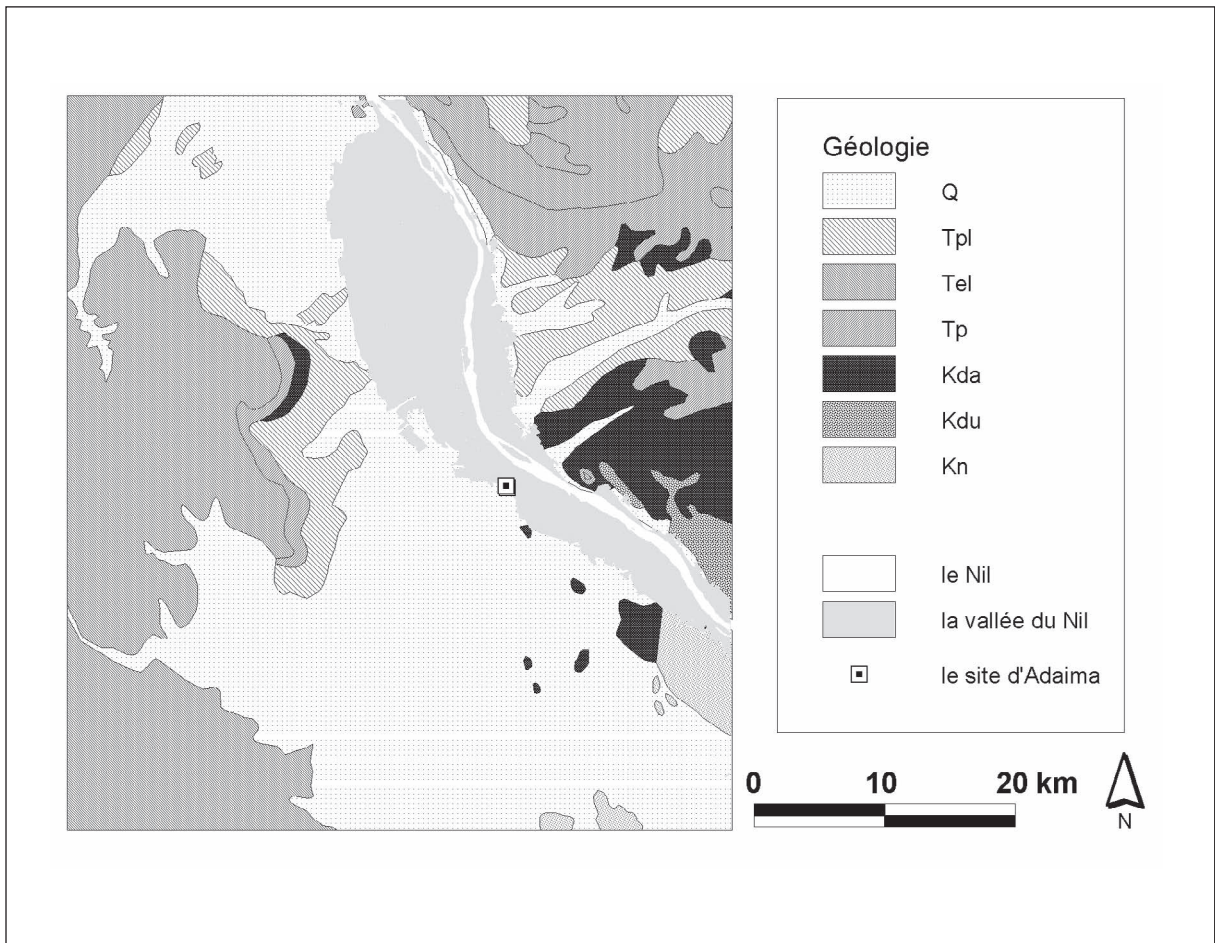 Géologie
Q
Tpl
Tel
Tp
Kda
Kdu
Kn
le Nil
la vallée du Nil
le site d'Adaima
0 10 20 km
N